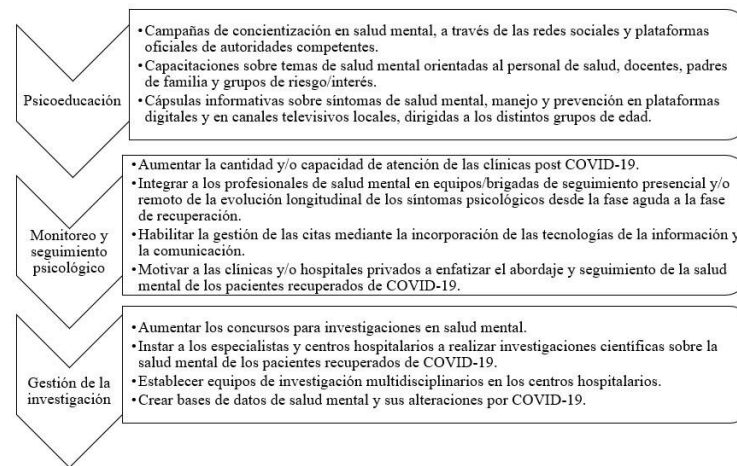 Psicoeducación
•Campañas de concientización en salud mental, a través de las redes sociales y plataformas
oficiales de autoridades competentes.
•Capacitaciones sobre temas de salud mental orientadas al personal de salud, docentes, padres
de familia y grupos de riesgo/interés.
•Cápsulas informativas sobre síntomas de salud mental, manejo y prevención en plataformas
digitales y en canales televisivos locales, dirigidas a los distintos grupos de edad.
Monitoreo y
seguimiento
psicológico
•Aumentar la cantidad y/o capacidad de atención de las clínicas post COVID-19.
•Integrar a los profesionales de salud mental en equipos/brigadas de seguimiento presencial y/o
remoto de la evolución longitudinal de los síntomas psicológicos desde la fase aguda a la fase
de recuperación.
•Habilitar la gestión de las citas mediante la incorporación de las tecnologías de la información y
la comunicación.
•Motivar a las clínicas y/o hospitales privados a enfatizar el abordaje y seguimiento de la salud
mental de los pacientes recuperados de COVID-19.
Gestión de la
investigación
•Aumentar los concursos para investigaciones en salud mental.
•Instar a los especialistas y centros hospitalarios a realizar investigaciones científicas sobre la
salud mental de los pacientes recuperados de COVID-19.
•Establecer equipos de investigación multidisciplinarios en los centros hospitalarios.
•Crear bases de datos de salud mental y sus alteraciones por COVID-19.